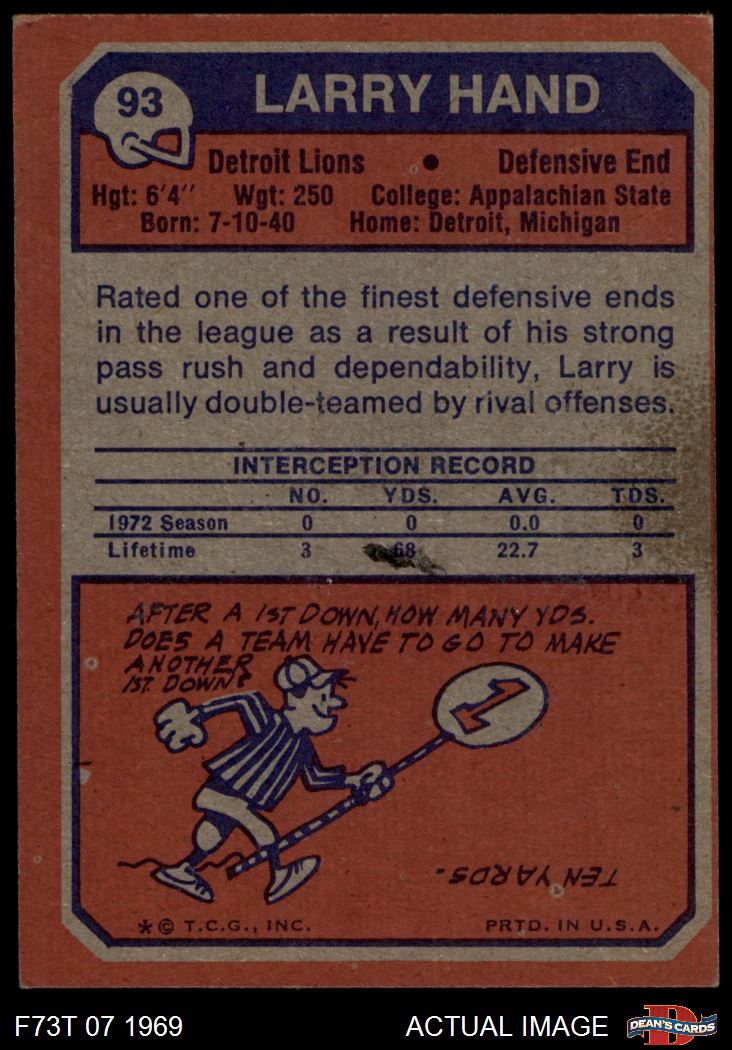 93
LARRY HAND
Detroit Lions • Defensive End
Hgt: 6'4'' Wgt: 250 College: Appalachian State
Born: 7-10-40 Home: Detroit, Michigan
Rated one of the finest defensive ends
in the league as a result of his strong
pass rush and dependability, Larry is
usually double-teamed by rival offenses.
INTERCEPTION RECORD
NO. YDS. AVG. TDS.
1972 Season 0 0 0.0 0
Lifetime 3 68 22.7 3
AFTER A 1ST DOWN, HOW MANY YDS.
DOES A TEAM HAVE TO GO TO MAKE
ANOTHER
1ST. DOWN?
1
TEN YARDS.
* © T.C.G., INC. PRTD. IN U.S.A.
F73T 07 1969 ACTUAL IMAGE
D
DEAN'S CARDS